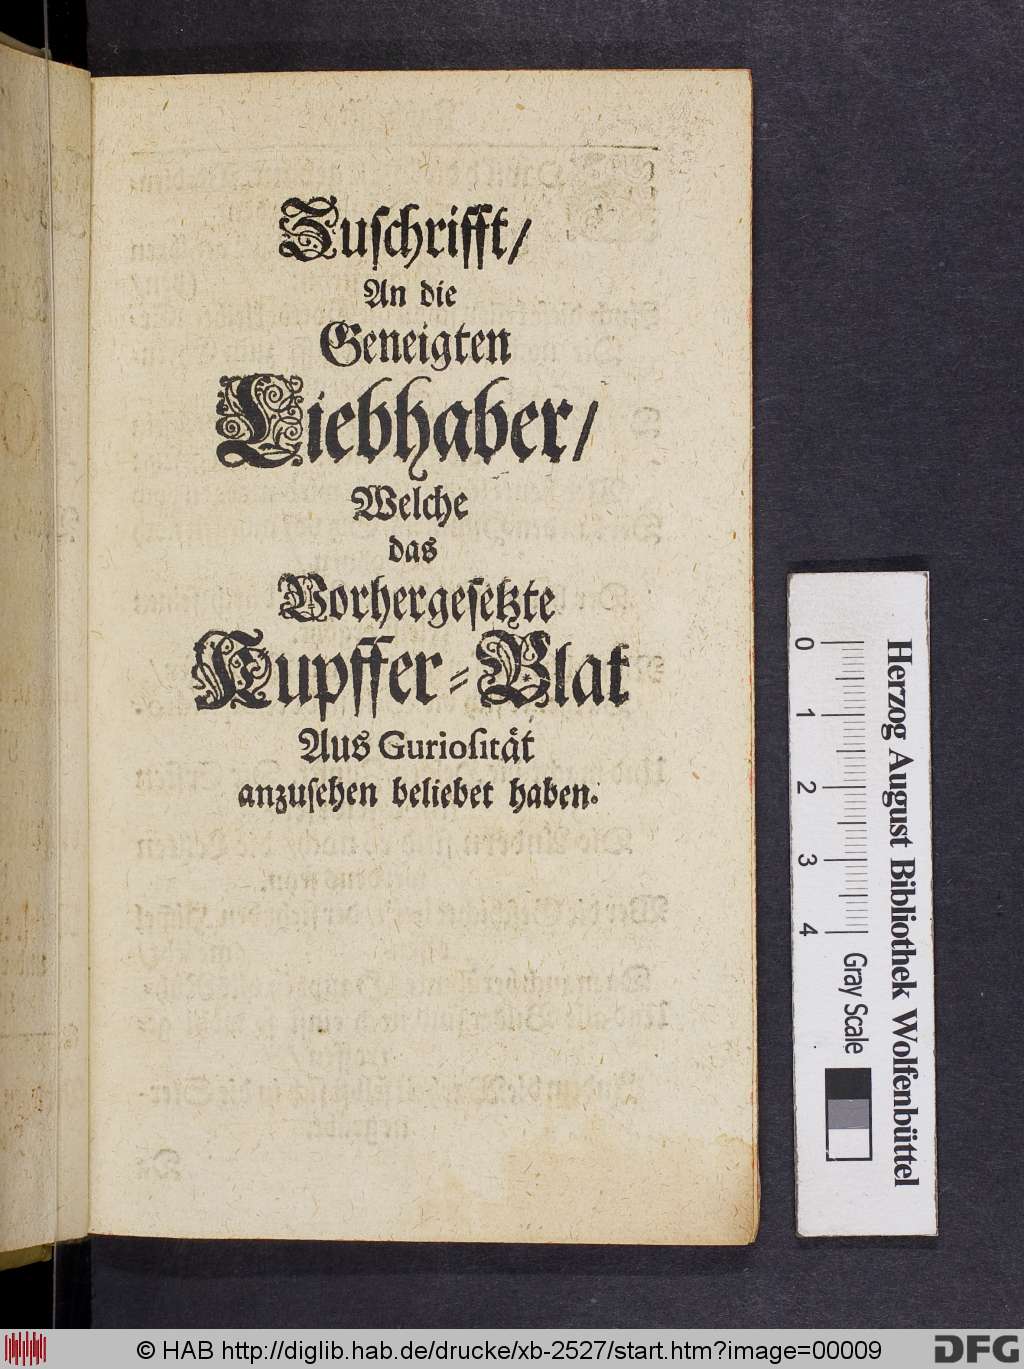 Zuschrifft/
An die
Geneigten
Liebhaber/
Welche
das
Vorhergesetzte
Kupffer-Blat
Aus Curiosität
anzusehen beliebet haben.
0 1 2 3 4
Gray Scale
Herzog August Bibliothek Wolfenbüttel
© HAB http://diglib.hab.de/drucke/xb-2527/start.htm?image=00009
DFG